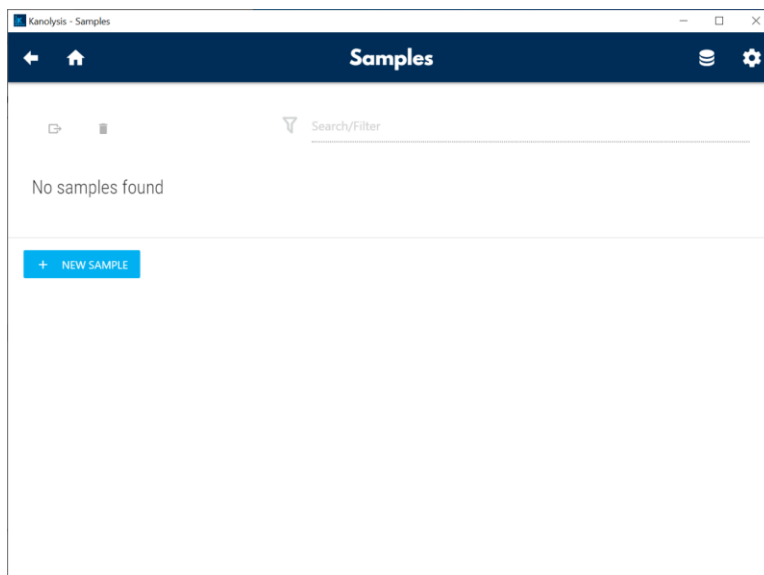 Kanolysis - Samples
Samples
Search/Filter
No samples found
+ NEW SAMPLE